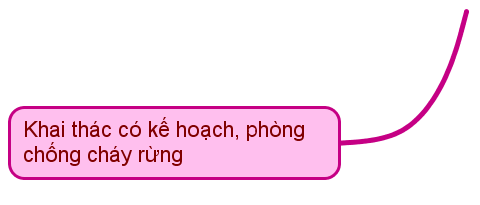 Khai thác có kế hoạch, phòng
chống cháy rừng